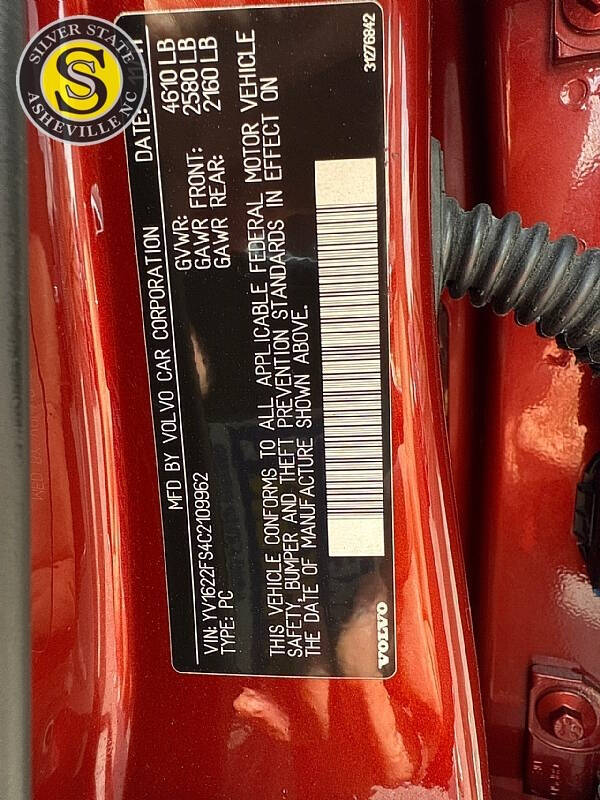 SILVER STATE
S
ASHEVILLE NC
MFD BY VOLVO CAR CORPORATION DATE:
VIN: YV1622FS4C2109962 GVWR: 4610 LB
TYPE: PC GAWR FRONT: 2580 LB
GAWR REAR: 2160 LB
THIS VEHICLE CONFORMS TO ALL APPLICABLE FEDERAL MOTOR VEHICLE
SAFETY, BUMPER AND THEFT PREVENTION STANDARDS IN EFFECT ON
THE DATE OF MANUFACTURE SHOWN ABOVE.
VOLVO 31276842